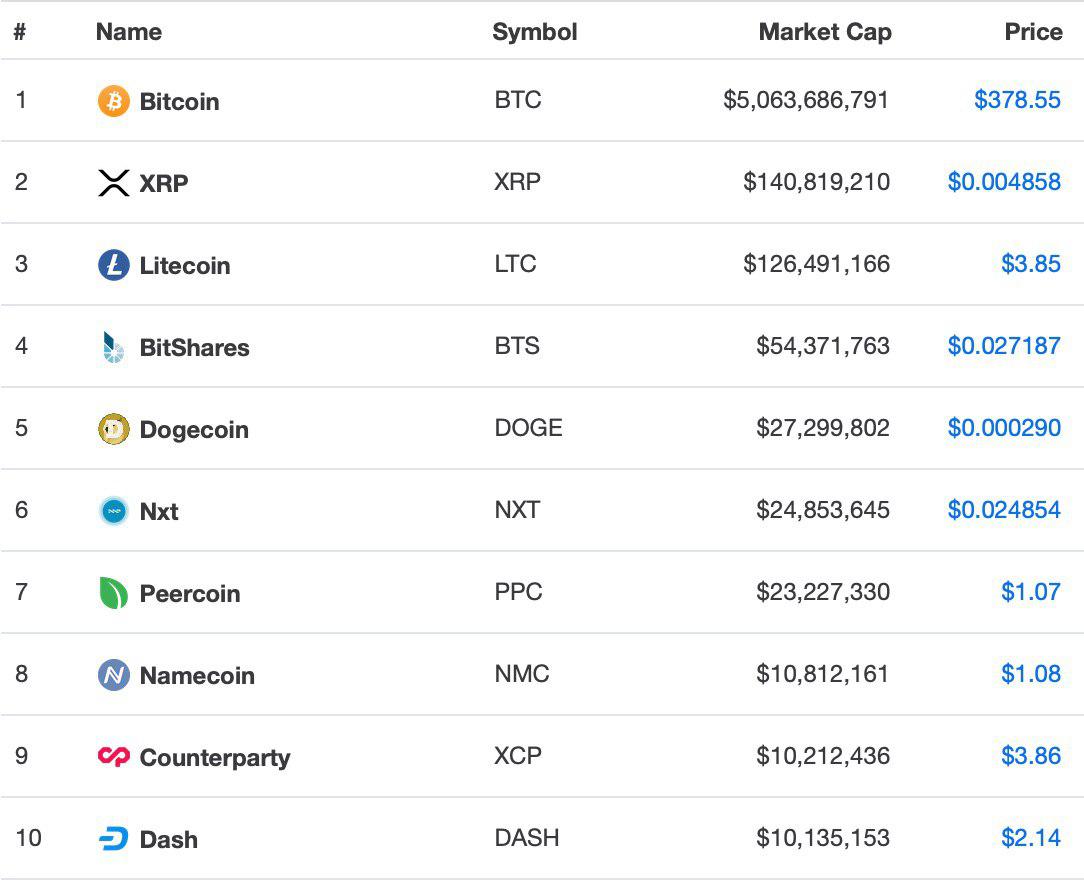 # Name Symbol Market Cap Price
1 Bitcoin BTC $5,063,686,791 $378.55
2 XRP XRP $140,819,210 $0.004858
3 Litecoin LTC $126,491,166 $3.85
4 BitShares BTS $54,371,763 $0.027187
5 Dogecoin DOGE $27,299,802 $0.000290
6 Nxt NXT $24,853,645 $0.024854
7 Peercoin PPC $23,227,330 $1.07
8 Namecoin NMC $10,812,161 $1.08
9 Counterparty XCP $10,212,436 $3.86
10 Dash DASH $10,135,153 $2.14